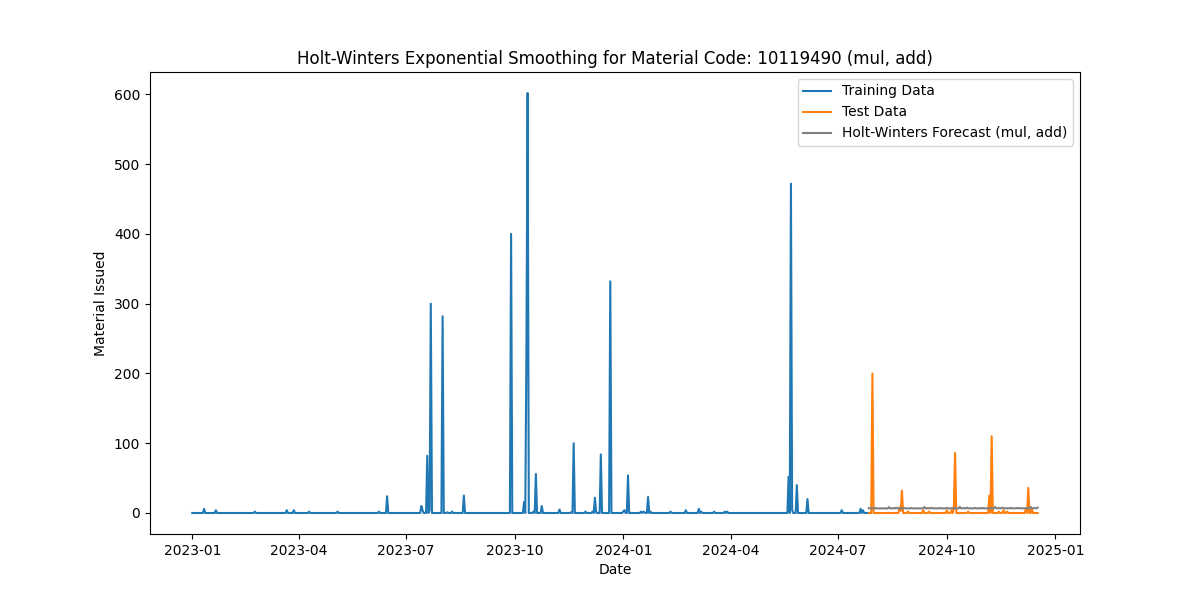 Holt-Winters Exponential Smoothing for Material Code: 10119490 (mul, add)
Training Data
Test Data
Holt-Winters Forecast (mul, add)
600
500
400
300
200
100
0
Material Issued
2023-01
2023-04
2023-07
2023-10
2024-01
2024-04
2024-07
2024-10
2025-01
Date